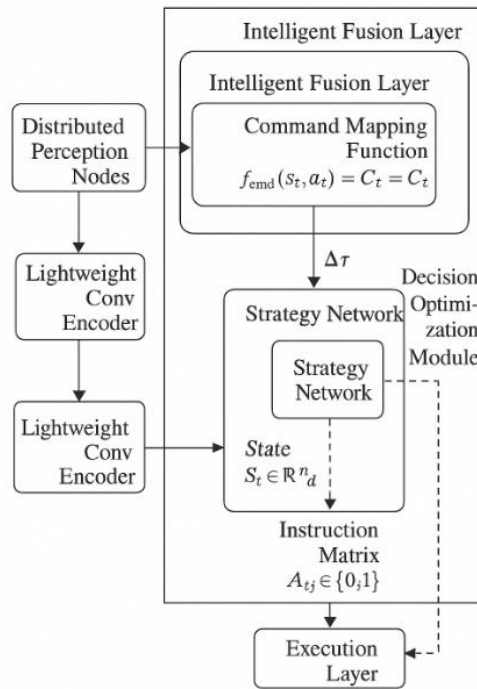 Intelligent Fusion Layer
Intelligent Fusion Layer
Distributed
Perception
Nodes
Command Mapping
Function
f_emd(s_t, a_t) = C_t = C_t
Δτ
Lightweight
Conv
Encoder
Decision
Optimi-
zation
Module
Strategy Network
Strategy
Network
Lightweight
Conv
Encoder
State
S_t ∈ ℝ^n_d
Instruction
Matrix
A_tj ∈ {0,1}
Execution
Layer